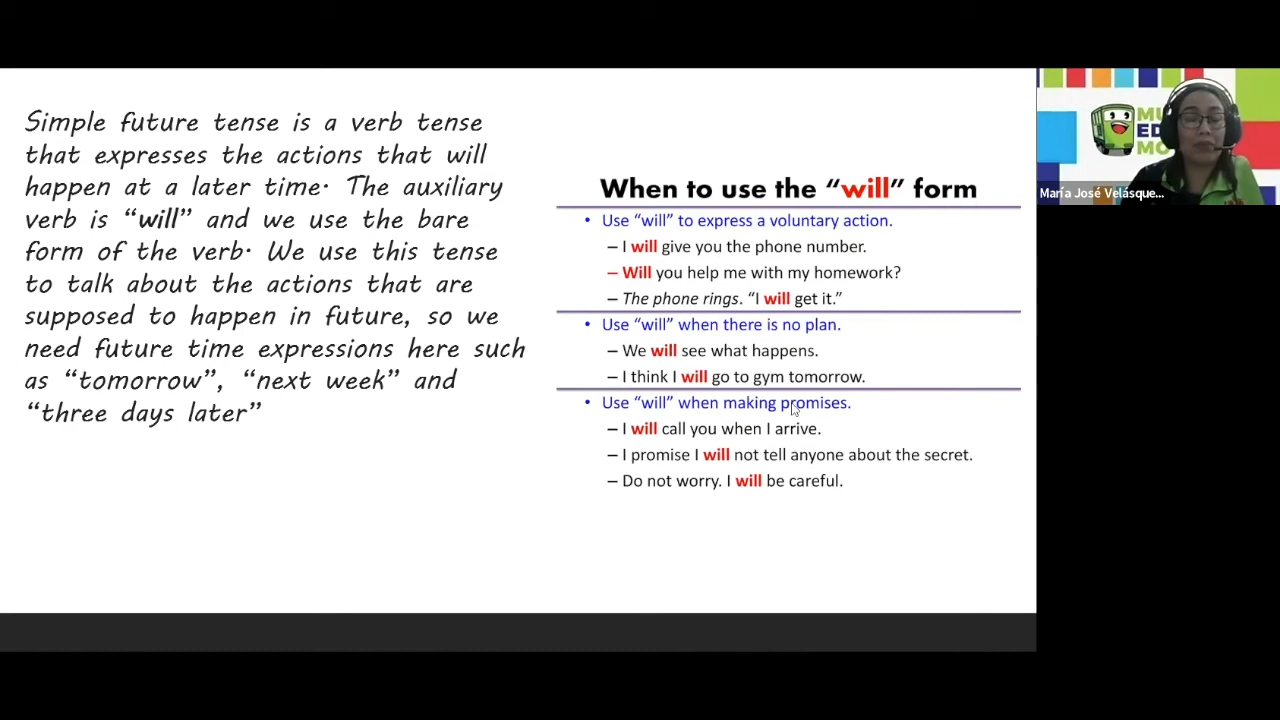 Simple future tense is a verb tense
that expresses the actions that will
happen at a later time. The auxiliary
verb is “will” and we use the bare
form of the verb. We use this tense
to talk about the actions that are
supposed to happen in future, so we
need future time expressions here such
as “tomorrow”, “next week” and
“three days later”
When to use the “will” form
• Use “will” to express a voluntary action.
– I will give you the phone number.
– Will you help me with my homework?
– The phone rings. “I will get it.”
• Use “will” when there is no plan.
– We will see what happens.
– I think I will go to gym tomorrow.
• Use “will” when making promises.
– I will call you when I arrive.
– I promise I will not tell anyone about the secret.
– Do not worry. I will be careful.
MU
ED
MO
María José Velásque...